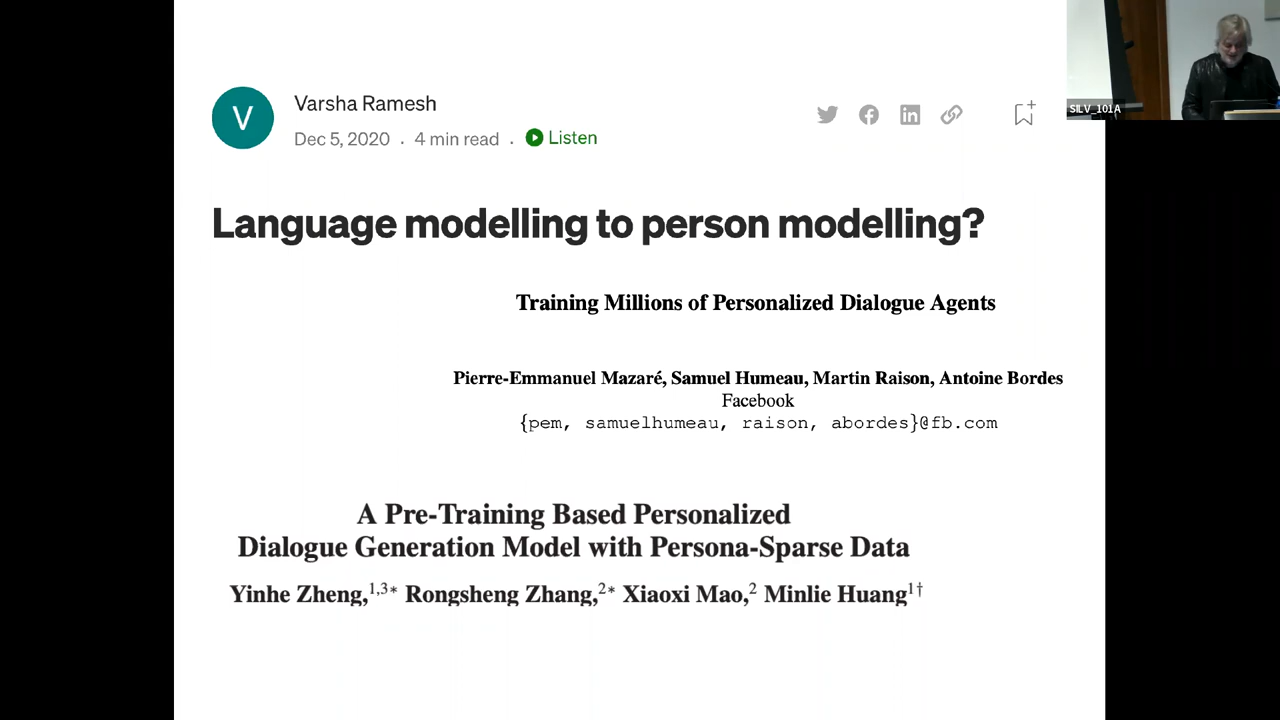 V
Varsha Ramesh
Dec 5, 2020 · 4 min read · Listen
SILV_101A
Language modelling to person modelling?
Training Millions of Personalized Dialogue Agents
Pierre-Emmanuel Mazaré, Samuel Humeau, Martin Raison, Antoine Bordes
Facebook
{pem, samuelhumeau, raison, abordes}@fb.com
A Pre-Training Based Personalized
Dialogue Generation Model with Persona-Sparse Data
Yinhe Zheng,1,3* Rongsheng Zhang,2* Xiaoxi Mao,2 Minlie Huang1†